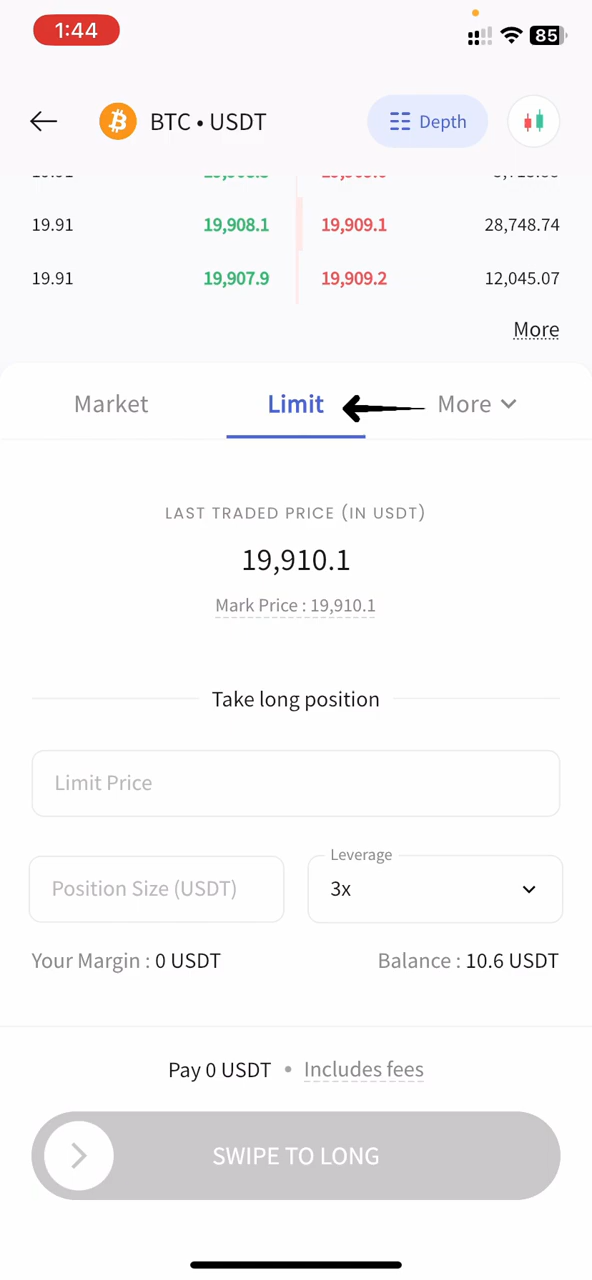 1:44
85
BTC • USDT
Depth
19.91 19,908.1 19,909.1 28,748.74
19.91 19,907.9 19,909.2 12,045.07
More
Market Limit More
LAST TRADED PRICE (IN USDT)
19,910.1
Mark Price : 19,910.1
Take long position
Limit Price
Leverage
Position Size (USDT) 3x
Your Margin : 0 USDT Balance : 10.6 USDT
Pay 0 USDT • Includes fees
SWIPE TO LONG